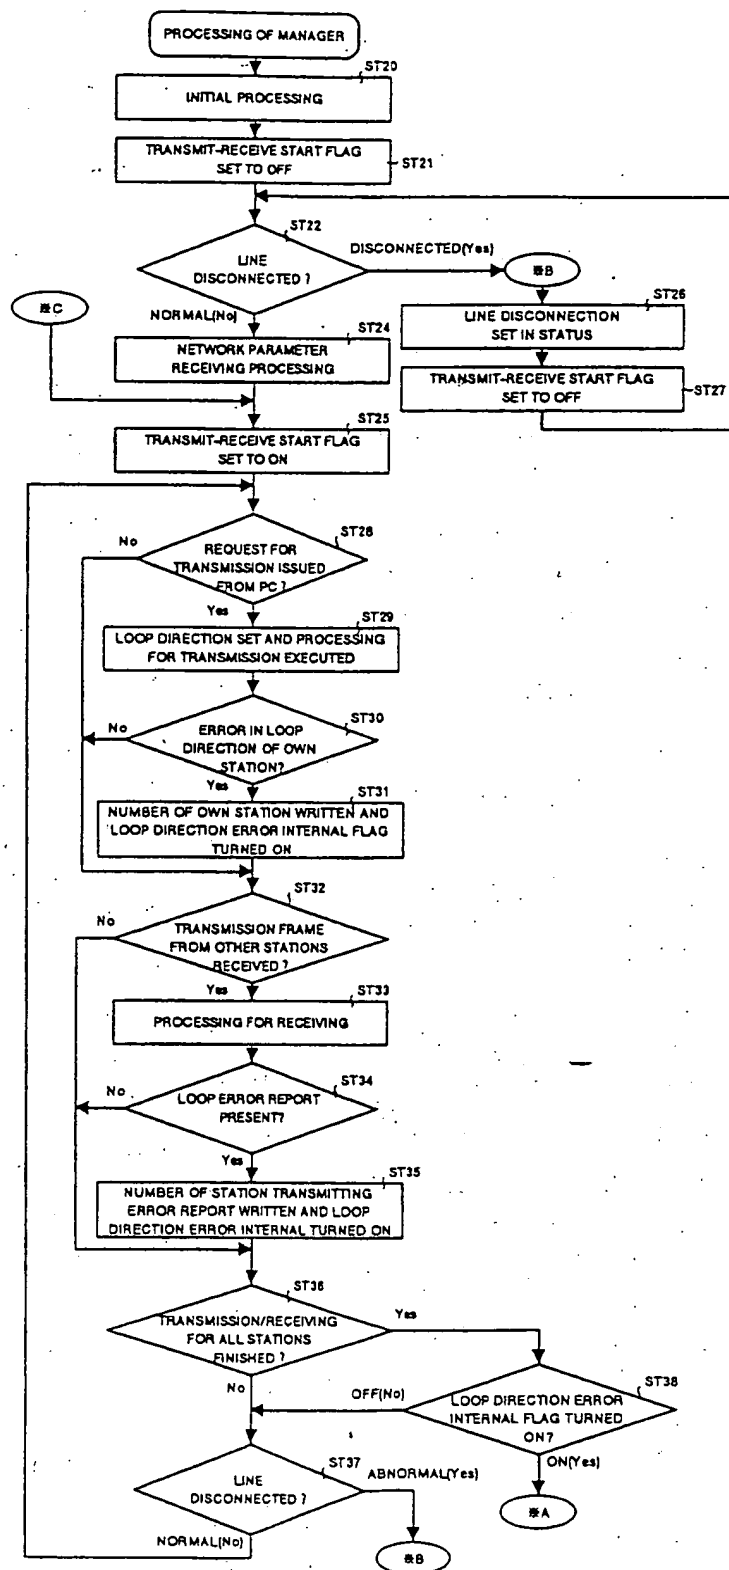 PROCESSING OF MANAGER
ST20
INITIAL PROCESSING
TRANSMIT-RECEIVE START FLAG
SET TO OFF
ST21
ST22
LINE
DISCONNECTED ?
DISCONNECTED(Yes)
※B
※C
NORMAL(No)
ST24
NETWORK PARAMETER
RECEIVING PROCESSING
ST26
LINE DISCONNECTION
SET IN STATUS
TRANSMIT-RECEIVE START FLAG
SET TO OFF
ST27
ST25
TRANSMIT-RECEIVE START FLAG
SET TO ON
ST28
No
REQUEST FOR
TRANSMISSION ISSUED
FROM PC ?
Yes
ST29
LOOP DIRECTION SET AND PROCESSING
FOR TRANSMISSION EXECUTED
ST30
No
ERROR IN LOOP
DIRECTION OF OWN
STATION?
Yes
ST31
NUMBER OF OWN STATION WRITTEN AND
LOOP DIRECTION ERROR INTERNAL FLAG
TURNED ON
ST32
No
TRANSMISSION FRAME
FROM OTHER STATIONS
RECEIVED ?
Yes
ST33
PROCESSING FOR RECEIVING
ST34
No
LOOP ERROR REPORT
PRESENT?
Yes
ST35
NUMBER OF STATION TRANSMITTING
ERROR REPORT WRITTEN AND LOOP
DIRECTION ERROR INTERNAL TURNED ON
ST36
TRANSMISSION/RECEIVING
FOR ALL STATIONS
FINISHED ?
Yes
No
ST38
OFF(No)
LOOP DIRECTION ERROR
INTERNAL FLAG TURNED
ON?
ON(Yes)
※A
ST37
LINE
DISCONNECTED ?
ABNORMAL(Yes)
NORMAL(No)
※B